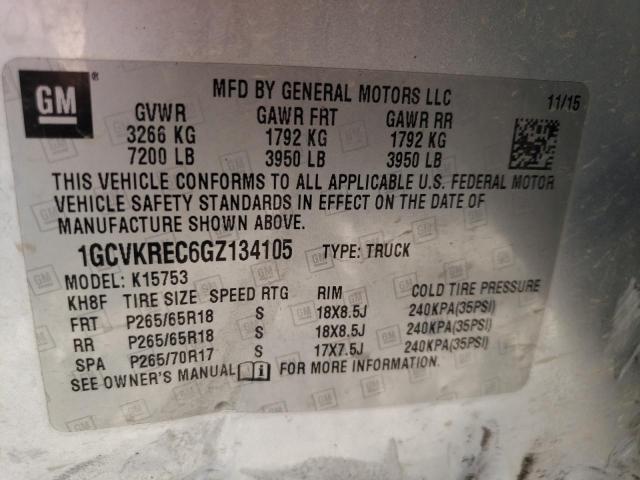 GM
MFD BY GENERAL MOTORS LLC 11/15
GVWR GAWR FRT GAWR RR
3266 KG 1792 KG 1792 KG
7200 LB 3950 LB 3950 LB
THIS VEHICLE CONFORMS TO ALL APPLICABLE U.S. FEDERAL MOTOR
VEHICLE SAFETY STANDARDS IN EFFECT ON THE DATE OF
MANUFACTURE SHOWN ABOVE.
1GCVKREC6GZ134105 TYPE: TRUCK
MODEL: K15753
KH8F TIRE SIZE SPEED RTG RIM COLD TIRE PRESSURE
FRT P265/65R18 S 18X8.5J 240KPA(35PSI)
RR P265/65R18 S 18X8.5J 240KPA(35PSI)
SPA P265/70R17 S 17X7.5J 240KPA(35PSI)
SEE OWNER'S MANUAL FOR MORE INFORMATION.